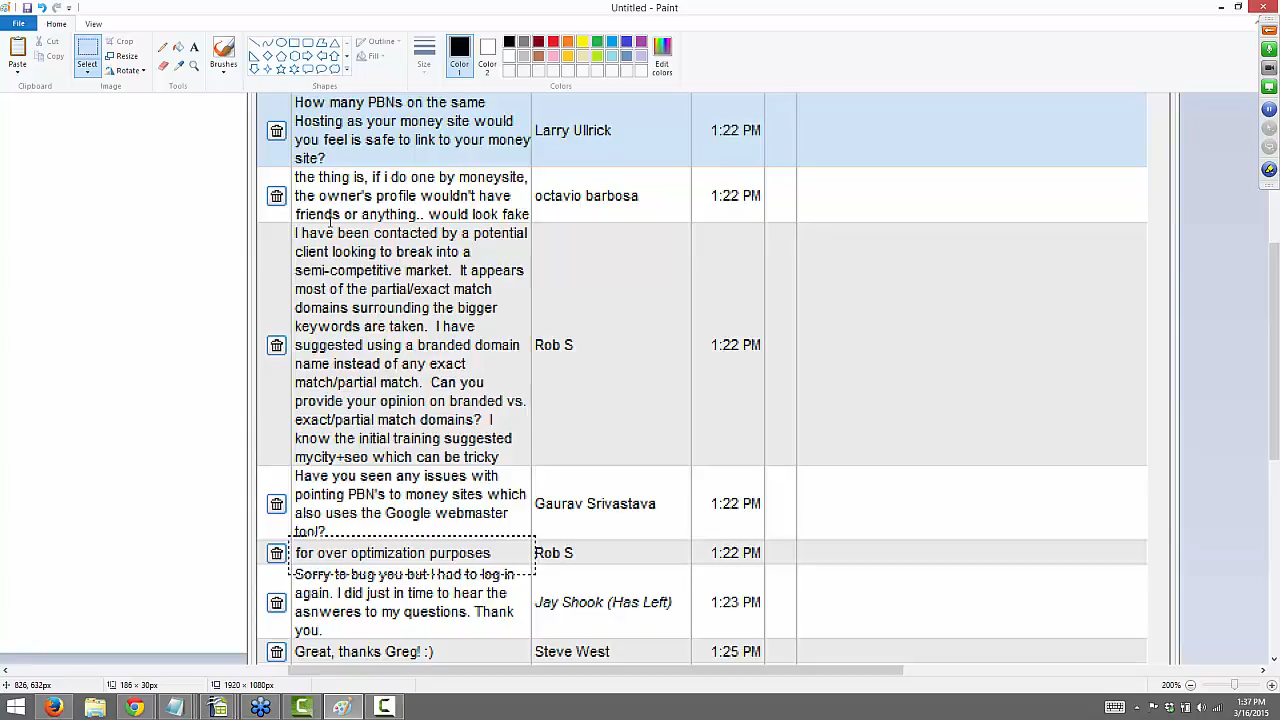 Untitled - Paint
File
Home
View
Paste
Cut
Copy
Clipboard
Select
Crop
Resize
Rotate
Image
Tools
Brushes
Outline
Fill
Shapes
Size
Color 1
Color 2
Edit colors
Colors
How many PBNs on the same
Hosting as your money site would
you feel is safe to link to your money
site?
Larry Ullrick
1:22 PM
the thing is, if i do one by moneysite,
the owner's profile wouldn't have
friends or anything.. would look fake
octavio barbosa
1:22 PM
I have been contacted by a potential
client looking to break into a
semi-competitive market.  It appears
most of the partial/exact match
domains surrounding the bigger
keywords are taken.  I have
suggested using a branded domain
name instead of any exact
match/partial match.  Can you
provide your opinion on branded vs.
exact/partial match domains?  I
know the initial training suggested
mycity+seo which can be tricky
Rob S
1:22 PM
Have you seen any issues with
pointing PBN's to money sites which
also uses the Google webmaster
tool?
Gaurav Srivastava
1:22 PM
for over optimization purposes
Rob S
1:22 PM
Sorry to bug you but I had to log in
again. I did just in time to hear the
asnweres to my questions. Thank
you.
Jay Shook (Has Left)
1:23 PM
Great, thanks Greg! :)
Steve West
1:25 PM
826, 632px
186 × 30px
1920 × 1080px
200%
1:37 PM
3/16/2015